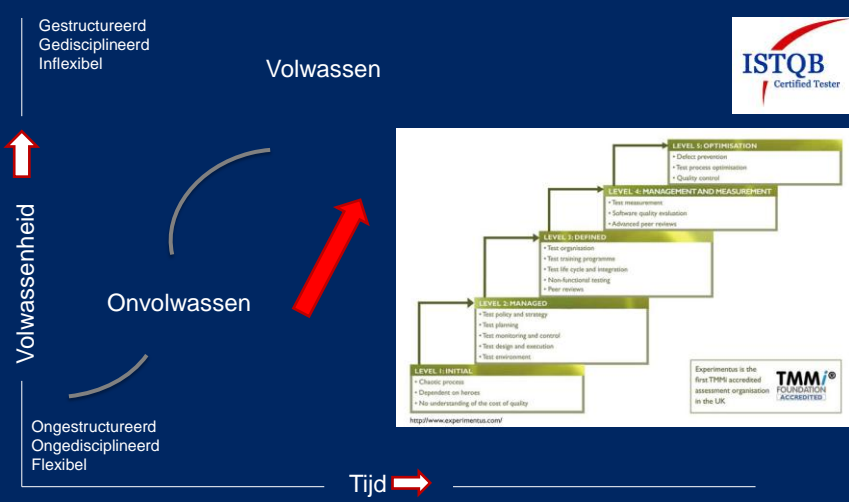 Gestructureerd
Gedisciplineerd
Inflexibel
Volwassen
ISTQB
Certified Tester
Volwassenheid
Onvolwassen
Ongestructureerd
Ongedisciplineerd
Flexibel
Tijd
LEVEL 5: OPTIMISATION
• Defect prevention
• Test process optimisation
• Quality control
LEVEL 4: MANAGEMENT AND MEASUREMENT
• Test measurement
• Software quality evaluation
• Advanced peer reviews
LEVEL 3: DEFINED
• Test organisation
• Test training programme
• Test life cycle and integration
• Non-functional testing
• Peer reviews
LEVEL 2: MANAGED
• Test policy and strategy
• Test planning
• Test monitoring and control
• Test design and execution
• Test environment
LEVEL 1: INITIAL
• Chaotic process
• Dependent on heroes
• No understanding of the cost of quality
Experimentus is the
first TMMi accredited
assessment organisation
in the UK
TMMi®
FOUNDATION
ACCREDITED
http://www.experimentus.com/